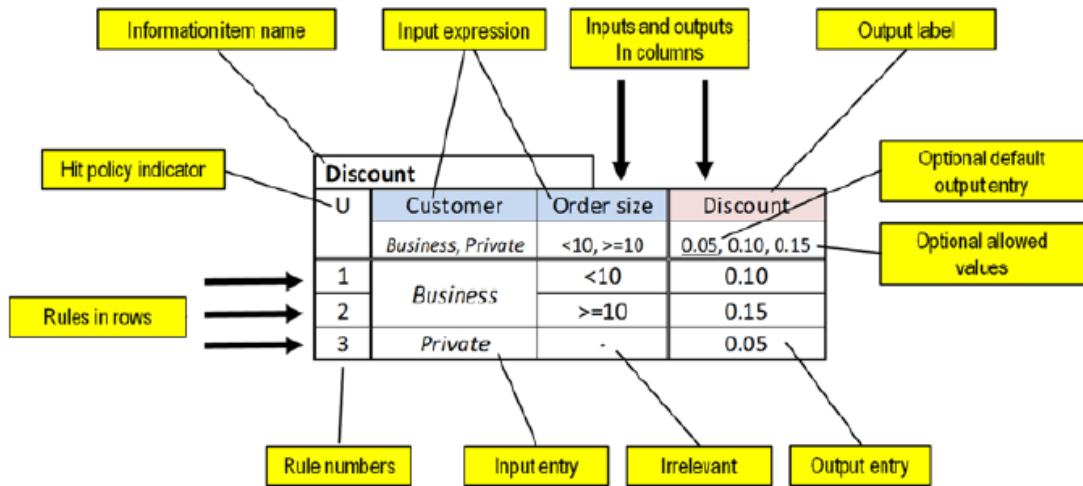 Information item name
Input expression
Inputs and outputs
In columns
Output label
Hit policy indicator
Discount
U
Customer
Order size
Discount
Optional default
output entry
Business, Private
<10, >=10
0.05, 0.10, 0.15
Optional allowed
values
Rules in rows
1
Business
<10
0.10
2
>=10
0.15
3
Private
-
0.05
Rule numbers
Input entry
Irrelevant
Output entry